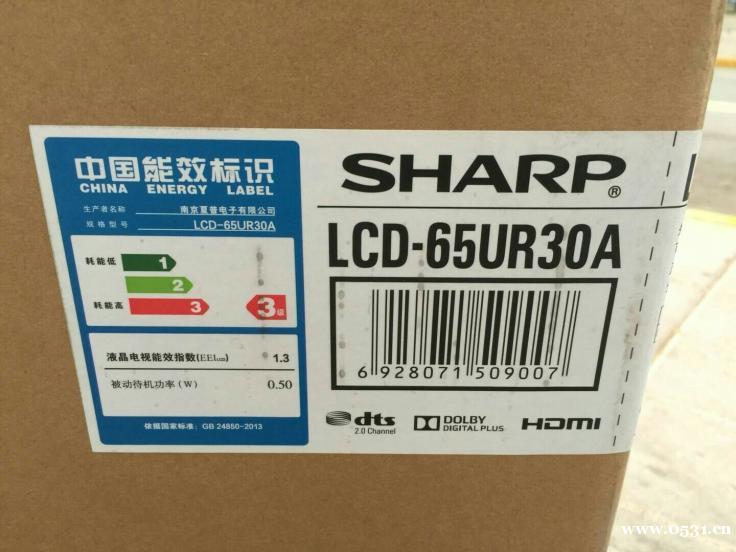 中国能效标识
CHINA ENERGY LABEL
生产者名称 南京夏普电子有限公司
规格型号 LCD-65UR30A
耗能低 1
2
耗能高 3 3级
液晶电视能效指数(EEILCD) 1.3
被动待机功率(W) 0.50
依据国家标准: GB 24850-2013
SHARP®
LCD-65UR30A
6 928071 509007
dts
2.0 Channel
DOLBY
DIGITAL PLUS
HDMI
www.0531.cn